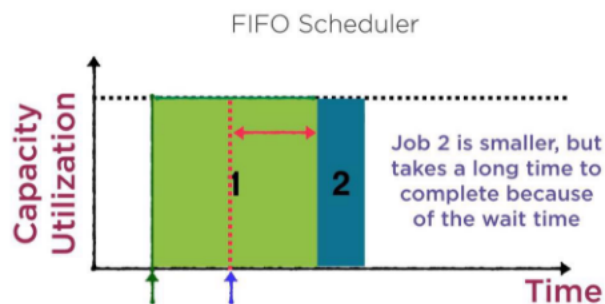 FIFO Scheduler
Capacity
Utilization
1
2
Job 2 is smaller, but
takes a long time to
complete because
of the wait time
Time